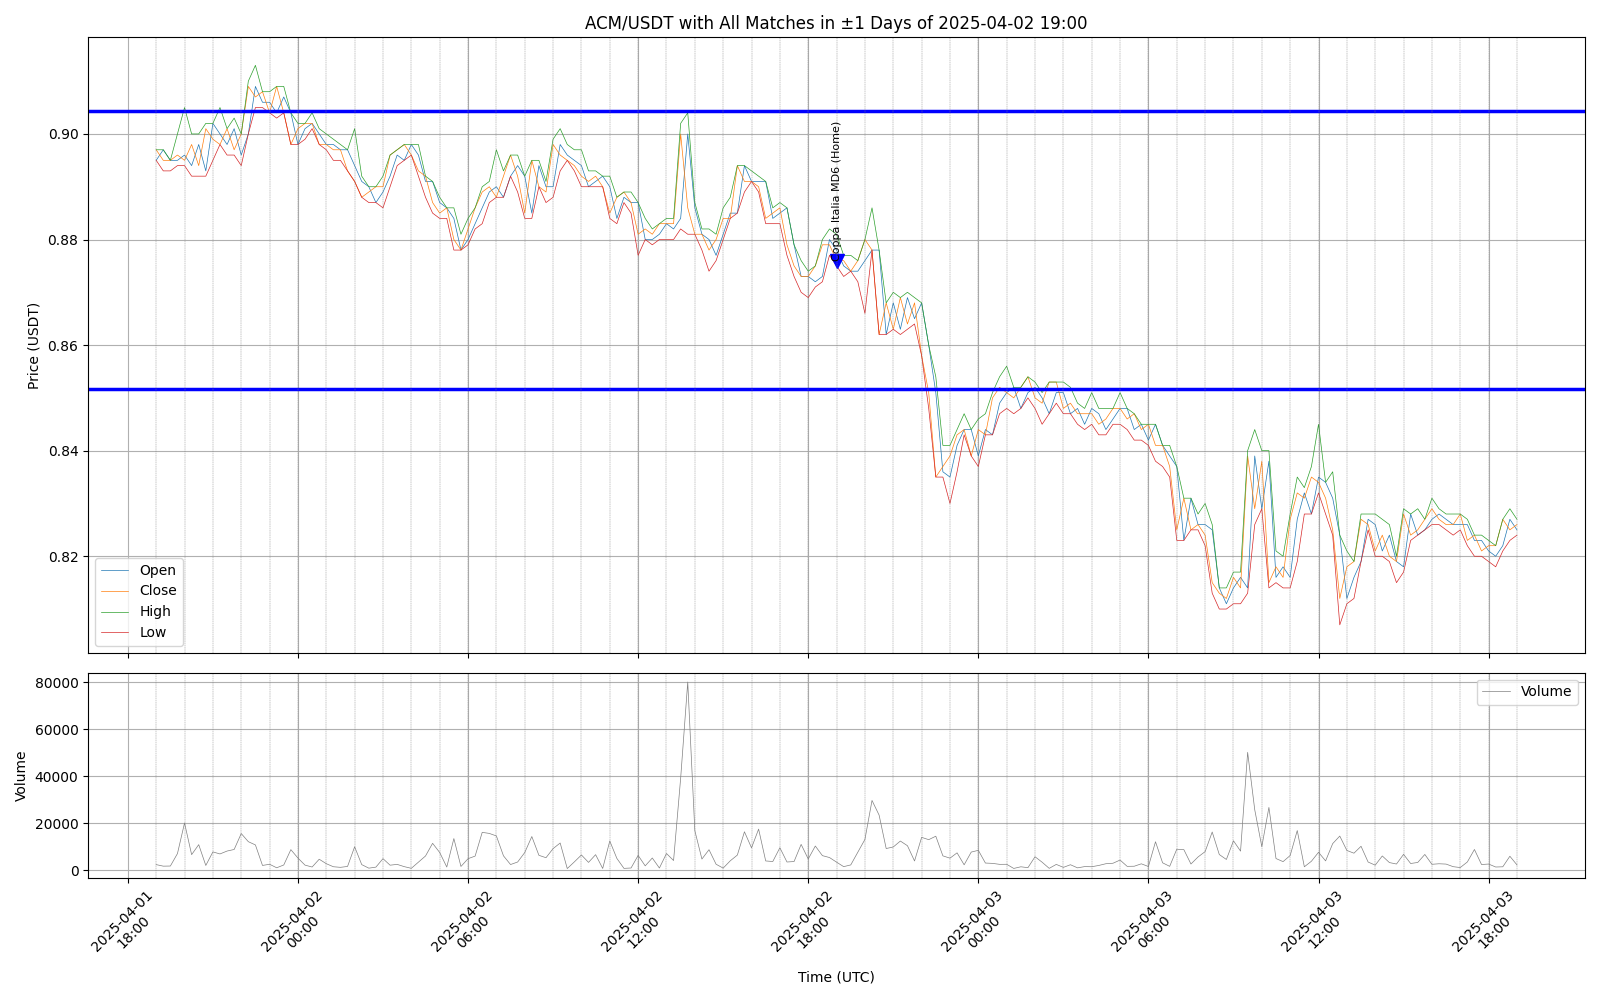 ACM/USDT with All Matches in ±1 Days of 2025-04-02 19:00
Price (USDT)
0.90
0.88
0.86
0.84
0.82
Coppa Italia MD6 (Home)
Open
Close
High
Low
Volume
80000
60000
40000
20000
0
Volume
2025-04-01
18:00
2025-04-02
00:00
2025-04-02
06:00
2025-04-02
12:00
2025-04-02
18:00
2025-04-03
00:00
2025-04-03
06:00
2025-04-03
12:00
2025-04-03
18:00
Time (UTC)